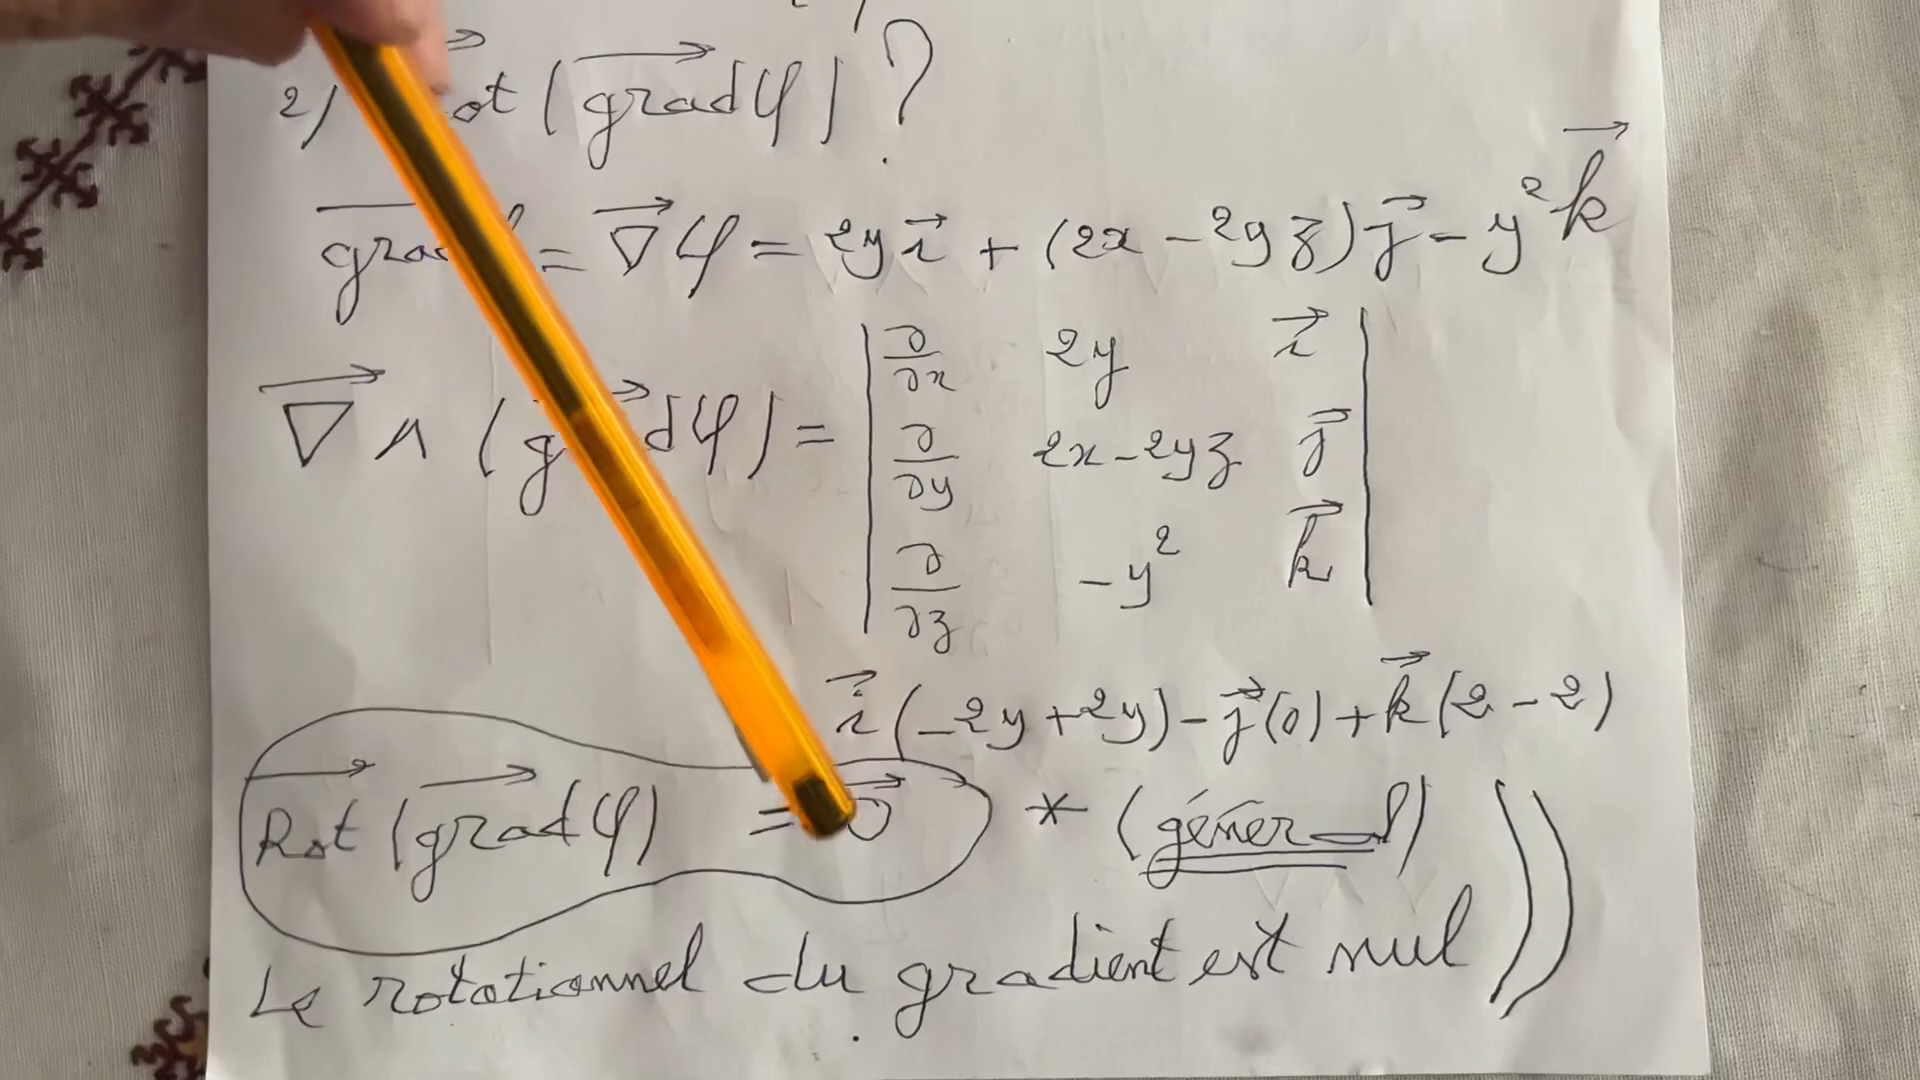 2) ot (grad φ) ?
grad = ∇φ = 2y i + (2x - 2yz) j - y² k
∇ ∧ (grad φ) = | ∂/∂x 2y i |
| ∂/∂y 2x-2yz j |
| ∂/∂z -y² k |
i (-2y+2y) - j (0) + k (2-2)
Rot (grad φ) = 0 * (général)
Le rotationnel du gradient est nul